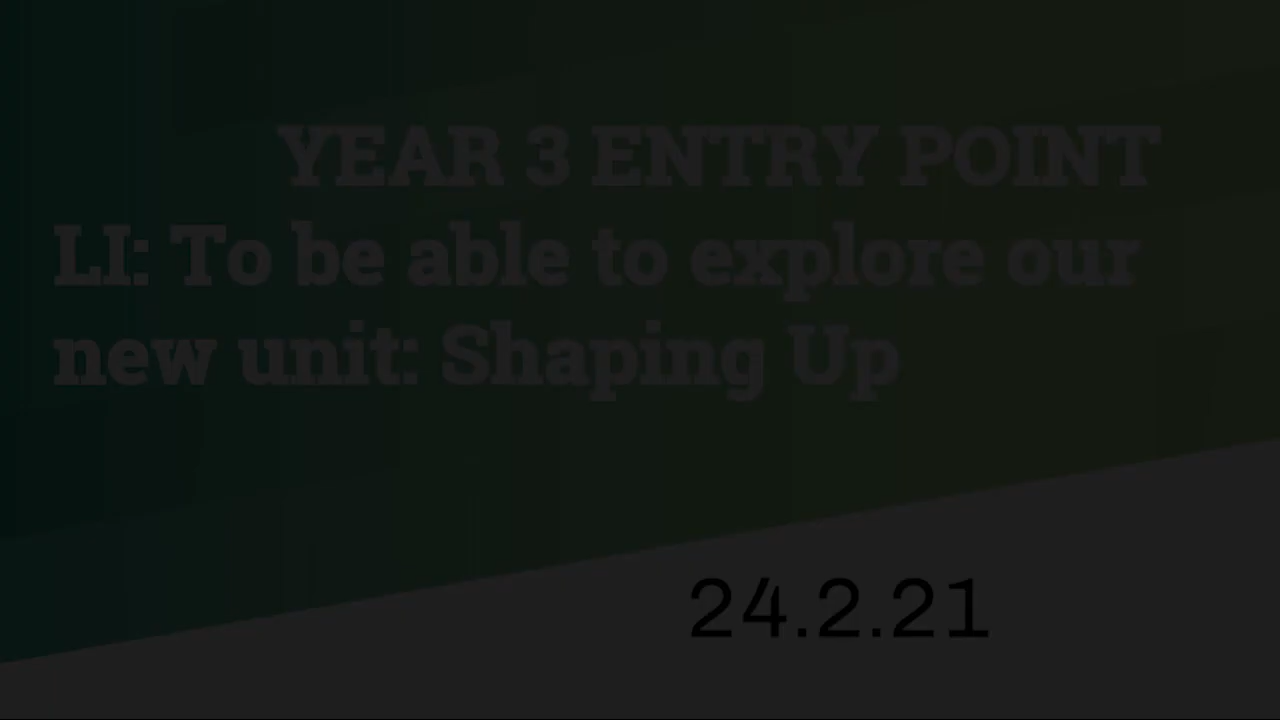 YEAR 3 ENTRY POINT
LI: To be able to explore our
new unit: Shaping Up
24.2.21